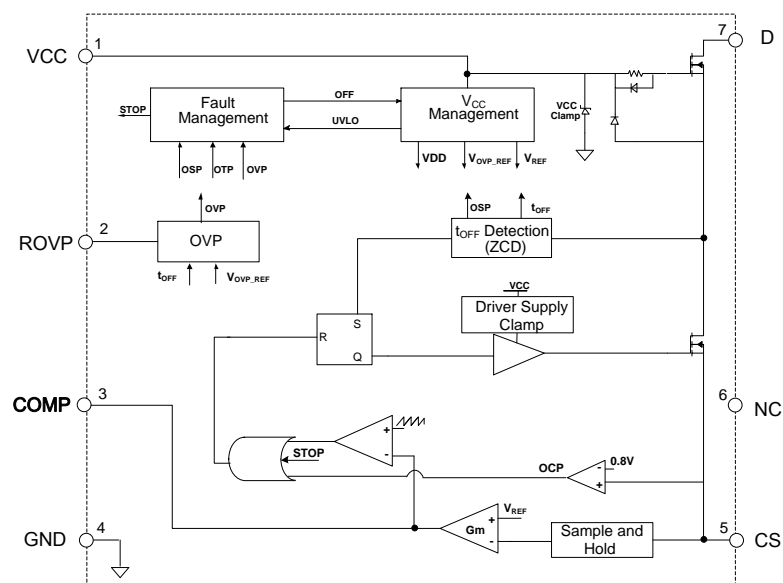 7
D
1
VCC
STOP
Fault
Management
OFF
UVLO
VCC
Management
VCC
Clamp
OSP
OTP
OVP
VDD
VOVP_REF
VREF
OVP
OSP
tOFF
2
ROVP
OVP
tOFF Detection
(ZCD)
tOFF
VOVP_REF
VCC
Driver Supply
Clamp
S
R
Q
3
COMP
6
NC
STOP
+
-
OCP
-
+
0.8V
4
GND
Gm
+
-
VREF
Sample and
Hold
5
CS